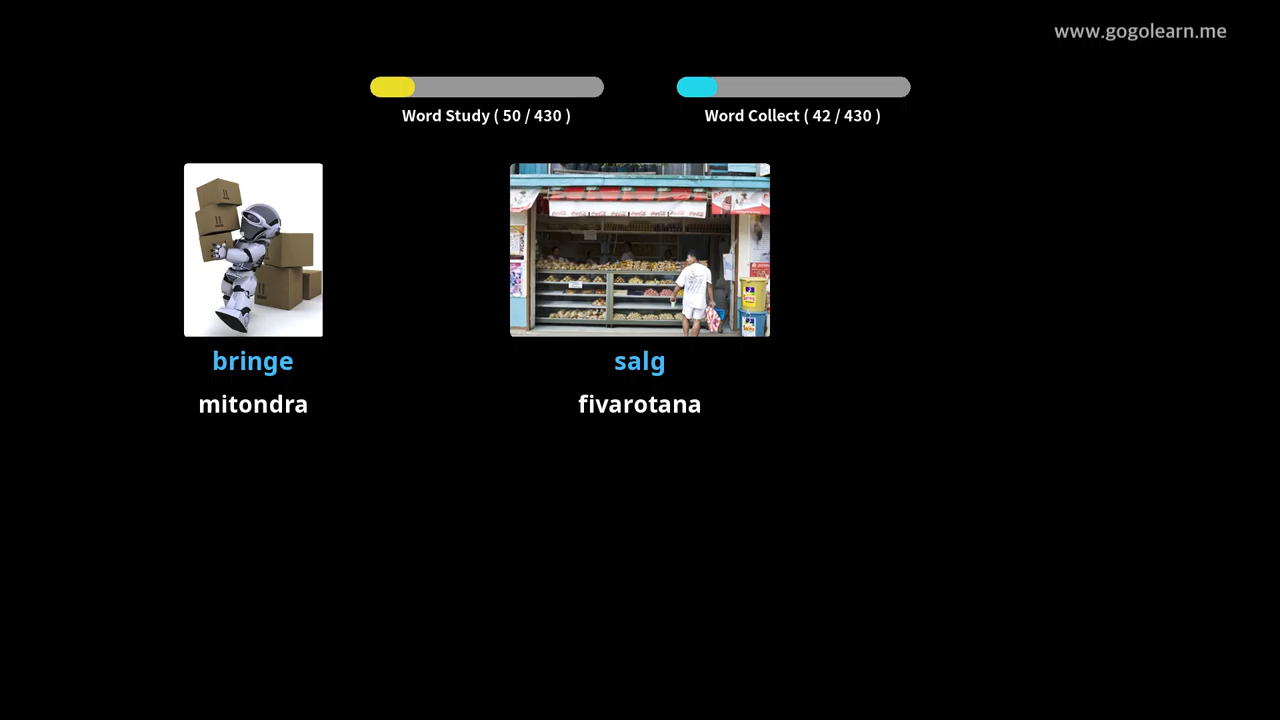 www.gogolearn.me
Word Study ( 50 / 430 )
Word Collect ( 42 / 430 )
bringe
salg
mitondra
fivarotana